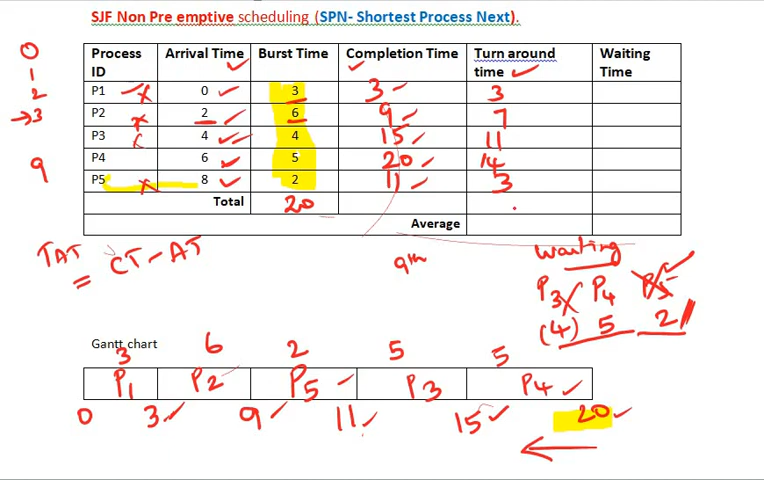 SJF Non Pre emptive scheduling (SPN- Shortest Process Next).
0
1
2
→3
9
Process ID Arrival Time Burst Time Completion Time Turn around time Waiting Time
P1 0 3 3 3
P2 2 6 9 7
P3 4 4 15 11
P4 6 5 20 14
P5 8 2 11 3
Total 20
Average
TAT = CT - AT
9th
Waiting
P3 P4 P5
(4) 5 2
Gantt chart
3 6 2 5 5
P1 P2 P5 P3 P4
0 3 9 11 15 20